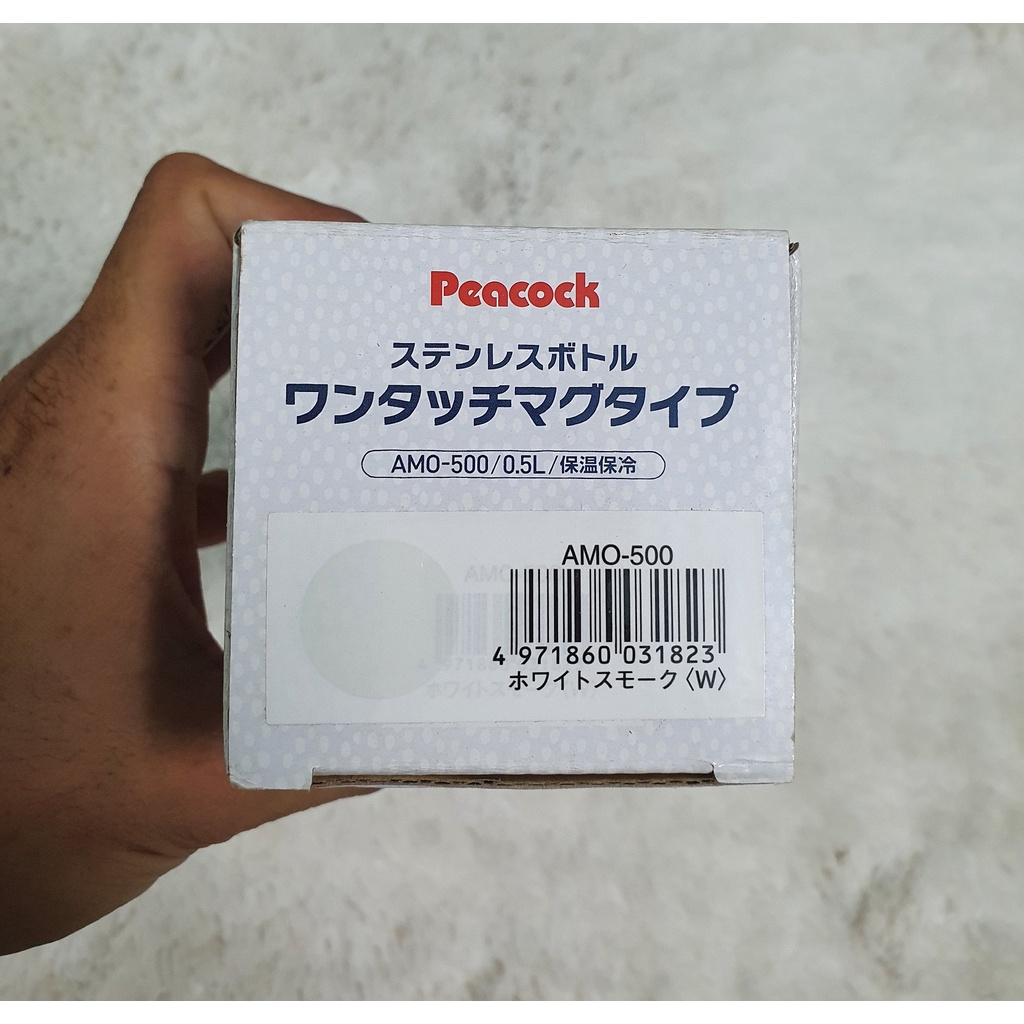 Peacock
ステンレスボトル
ワンタッチマグタイプ
AMO-500/0.5L/保温保冷
AMO-500
4 971860 031823
ホワイトスモーク〈W〉